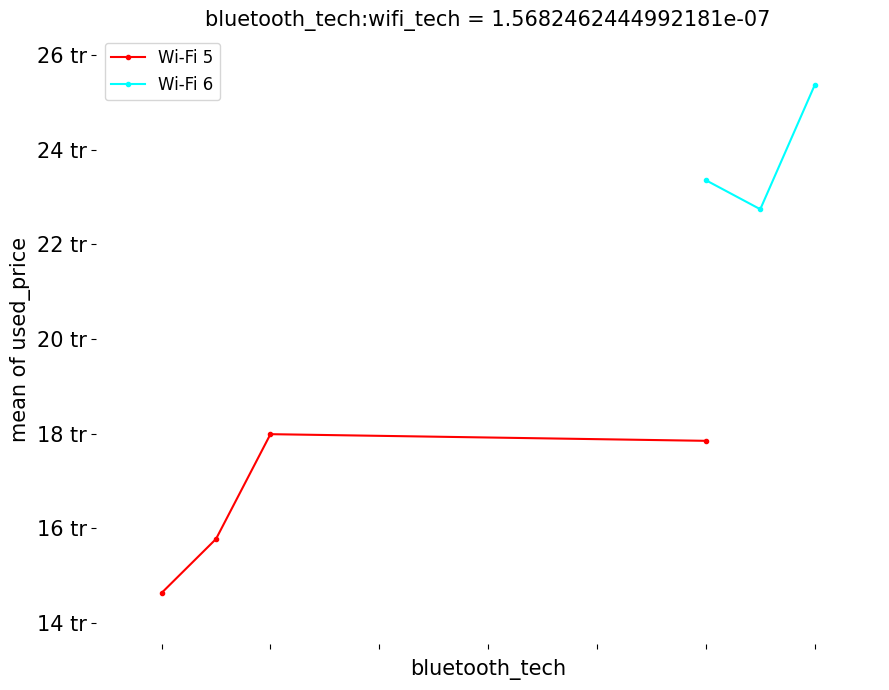 bluetooth_tech:wifi_tech = 1.5682462444992181e-07
Wi-Fi 5
Wi-Fi 6
26 tr
24 tr
22 tr
20 tr
18 tr
16 tr
14 tr
mean of used_price
bluetooth_tech